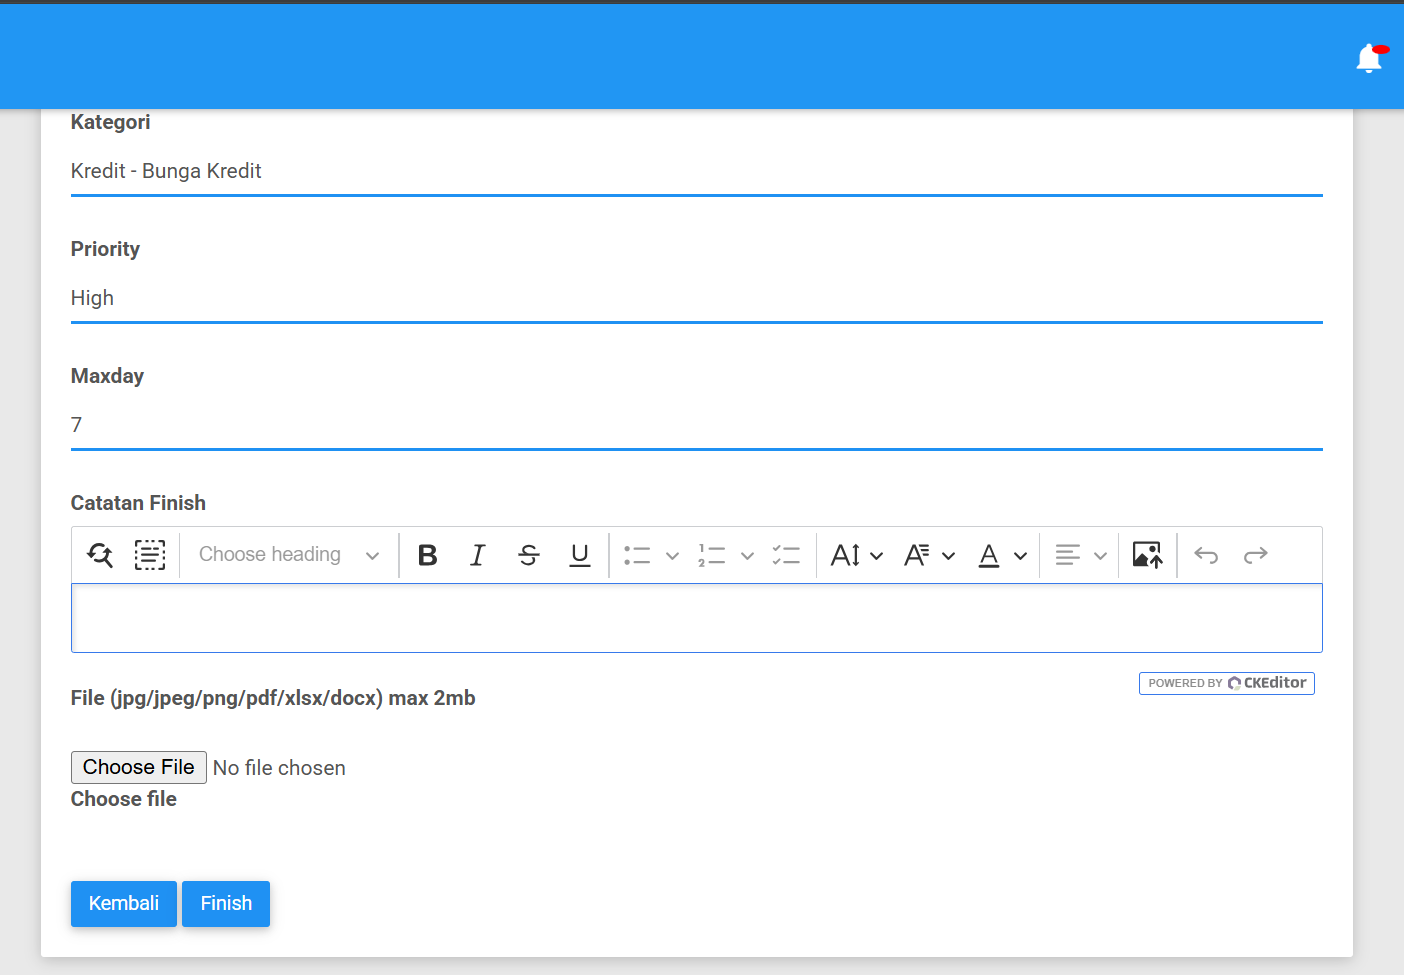 Kategori
Kredit - Bunga Kredit
Priority
High
Maxday
7
Catatan Finish
Choose heading
File (jpg/jpeg/png/pdf/xlsx/docx) max 2mb
POWERED BY CKEditor
Choose File No file chosen
Choose file
Kembali Finish